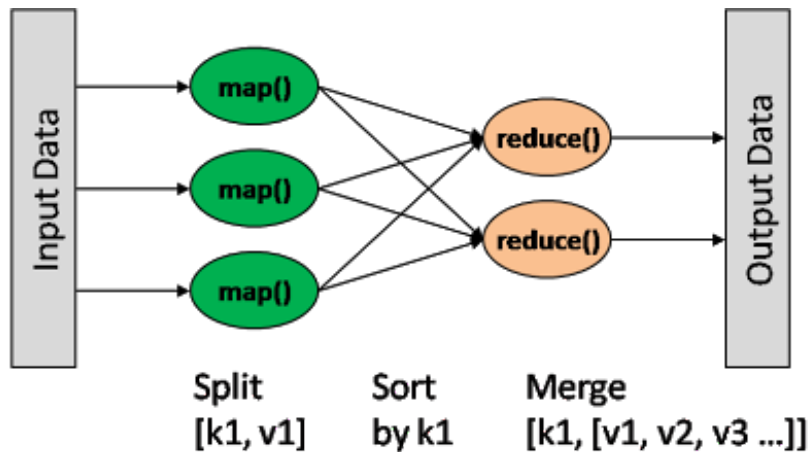 Input Data
map()
map()
map()
reduce()
reduce()
Output Data
Split
[k1, v1]
Sort
by k1
Merge
[k1, [v1, v2, v3 ...]]